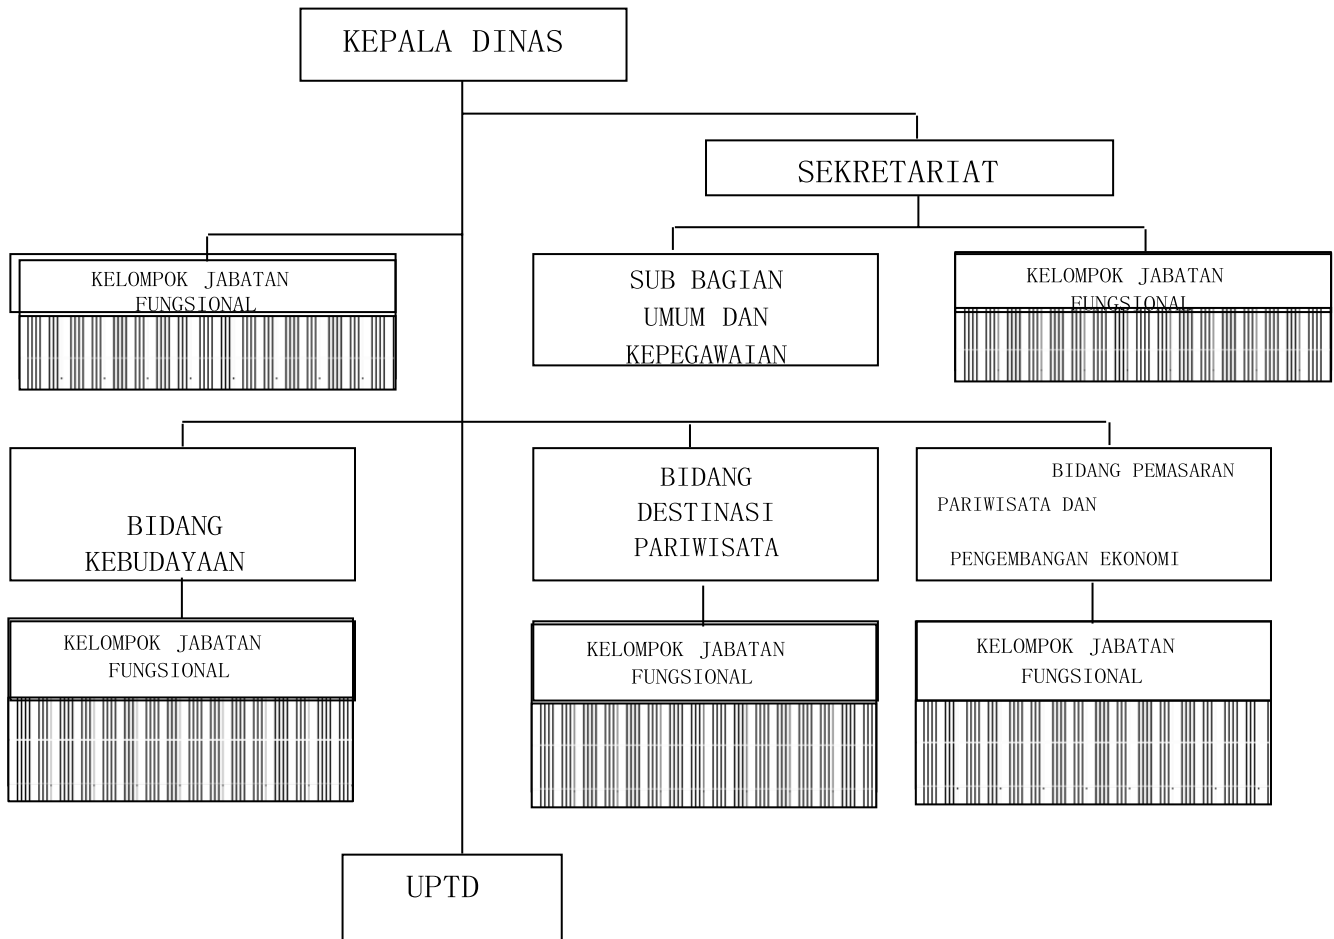 KEPALA DINAS
SEKRETARIAT
KELOMPOK JABATAN
FUNGSIONAL
SUB BAGIAN
UMUM DAN
KEPEGAWAIAN
KELOMPOK JABATAN
FUNGSIONAL
BIDANG
KEBUDAYAAN
BIDANG
DESTINASI
PARIWISATA
BIDANG PEMASARAN
PARIWISATA DAN
PENGEMBANGAN EKONOMI
KELOMPOK JABATAN
FUNGSIONAL
KELOMPOK JABATAN
FUNGSIONAL
KELOMPOK JABATAN
FUNGSIONAL
UPTD